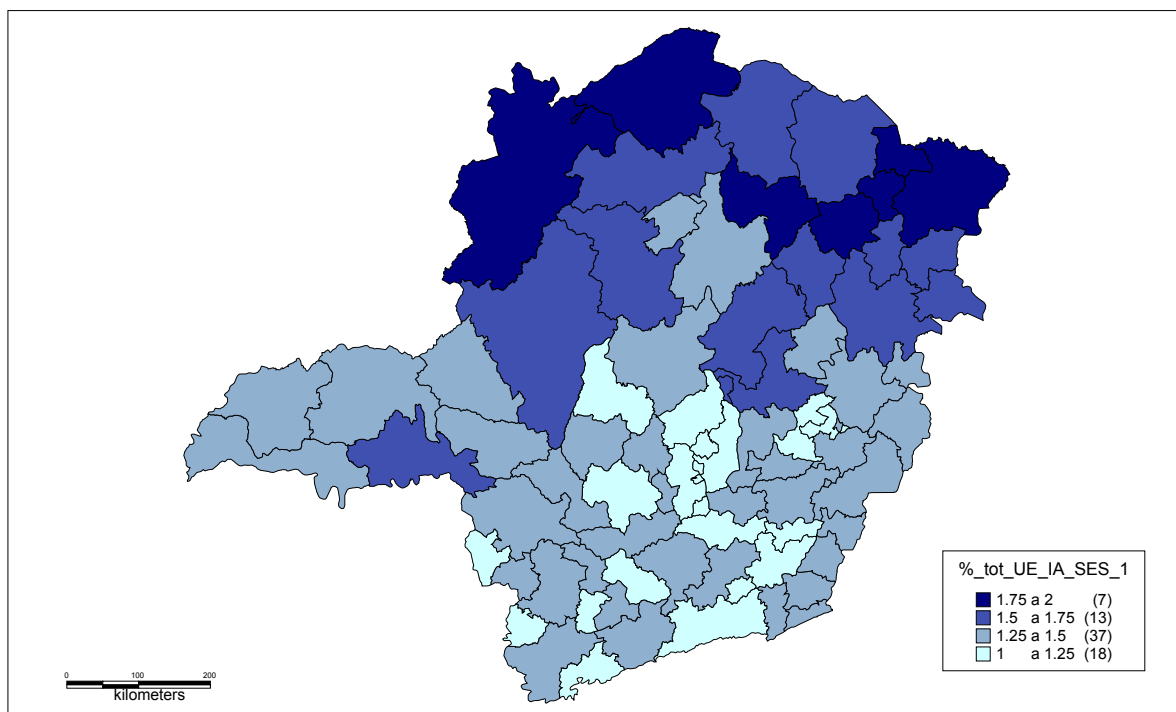 %_tot_UE_IA_SES_1
1.75 a 2 (7)
1.5 a 1.75 (13)
1.25 a 1.5 (37)
1 a 1.25 (18)
0 100 200
kilometers